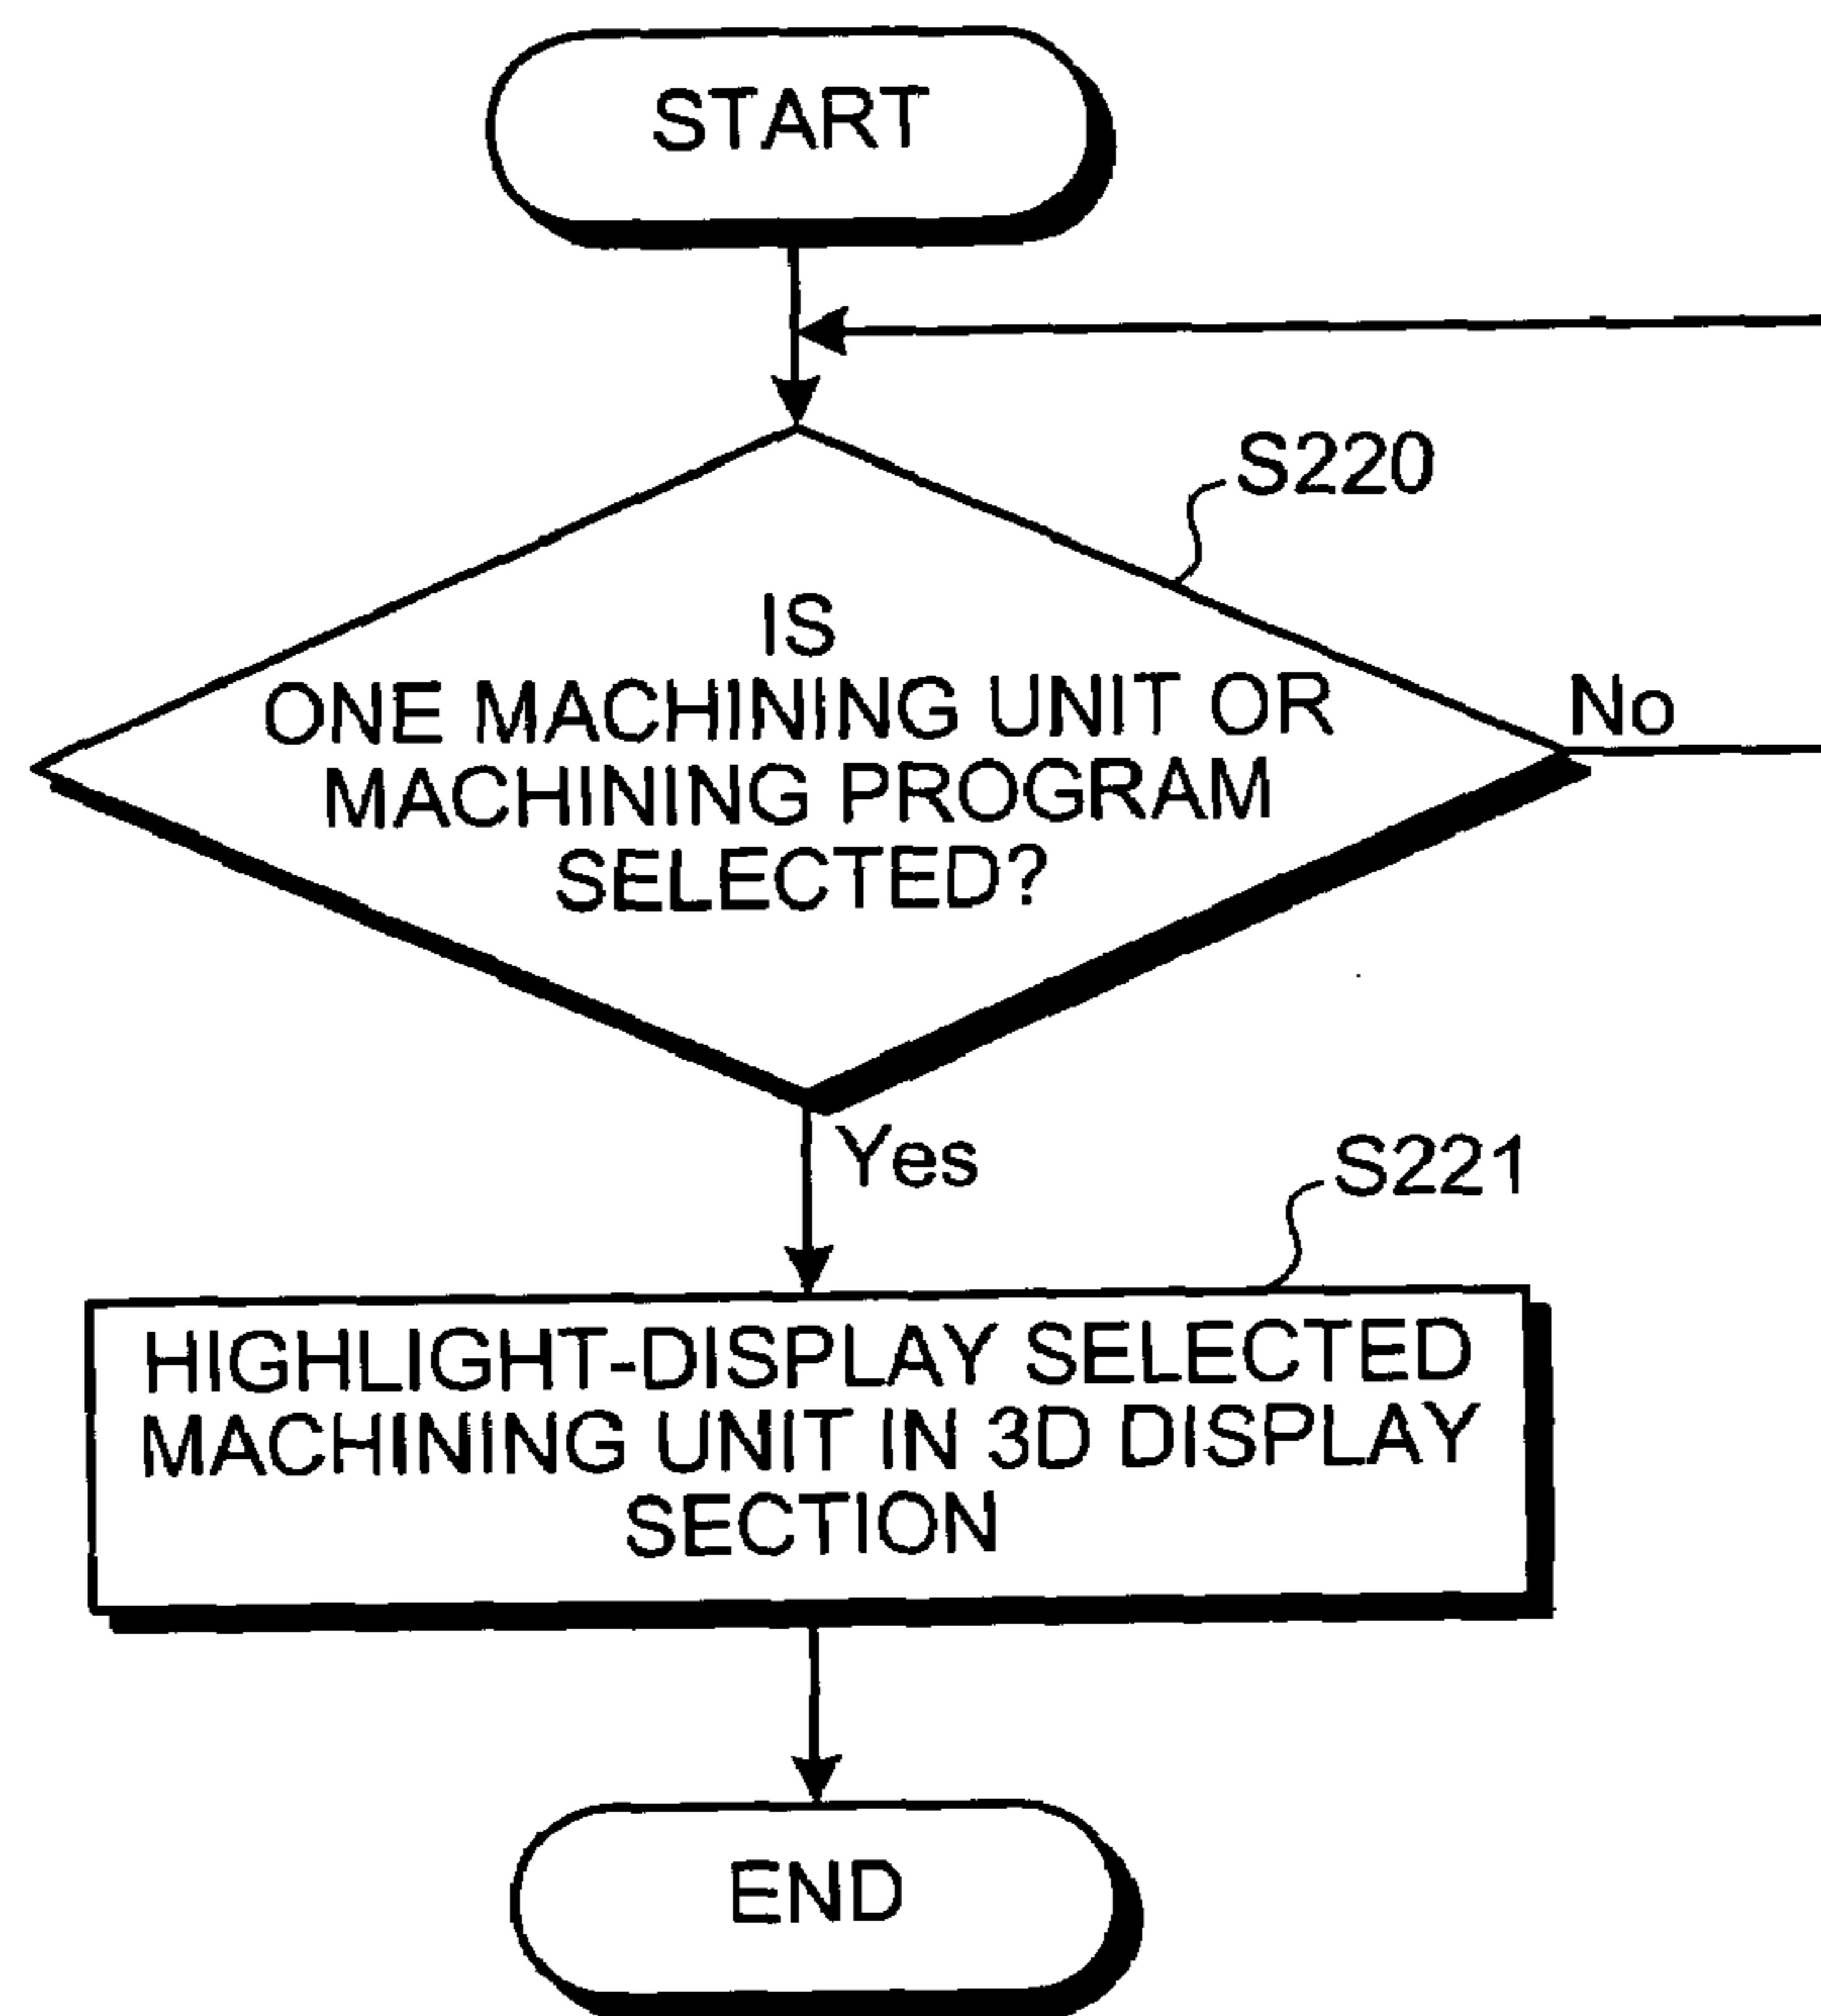 START
S220
IS
ONE MACHINING UNIT OR
MACHINING PROGRAM
SELECTED?
No
Yes
S221
HIGHLIGHT-DISPLAY SELECTED
MACHINING UNIT IN 3D DISPLAY
SECTION
END